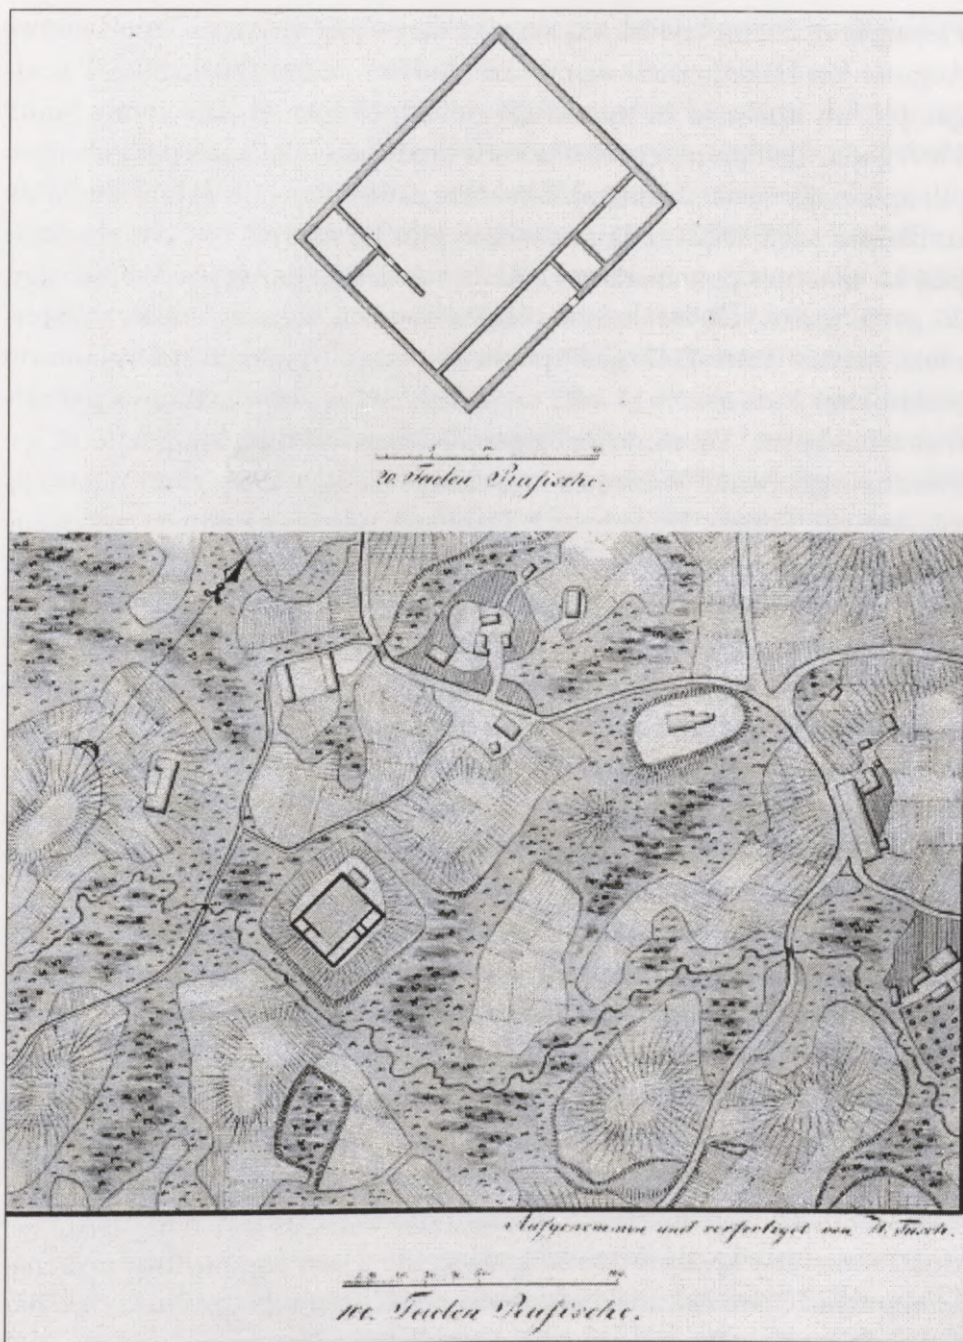 20. Faden Rußische.
Aufgenommen und verfertiget von
100. Faden Rußische.